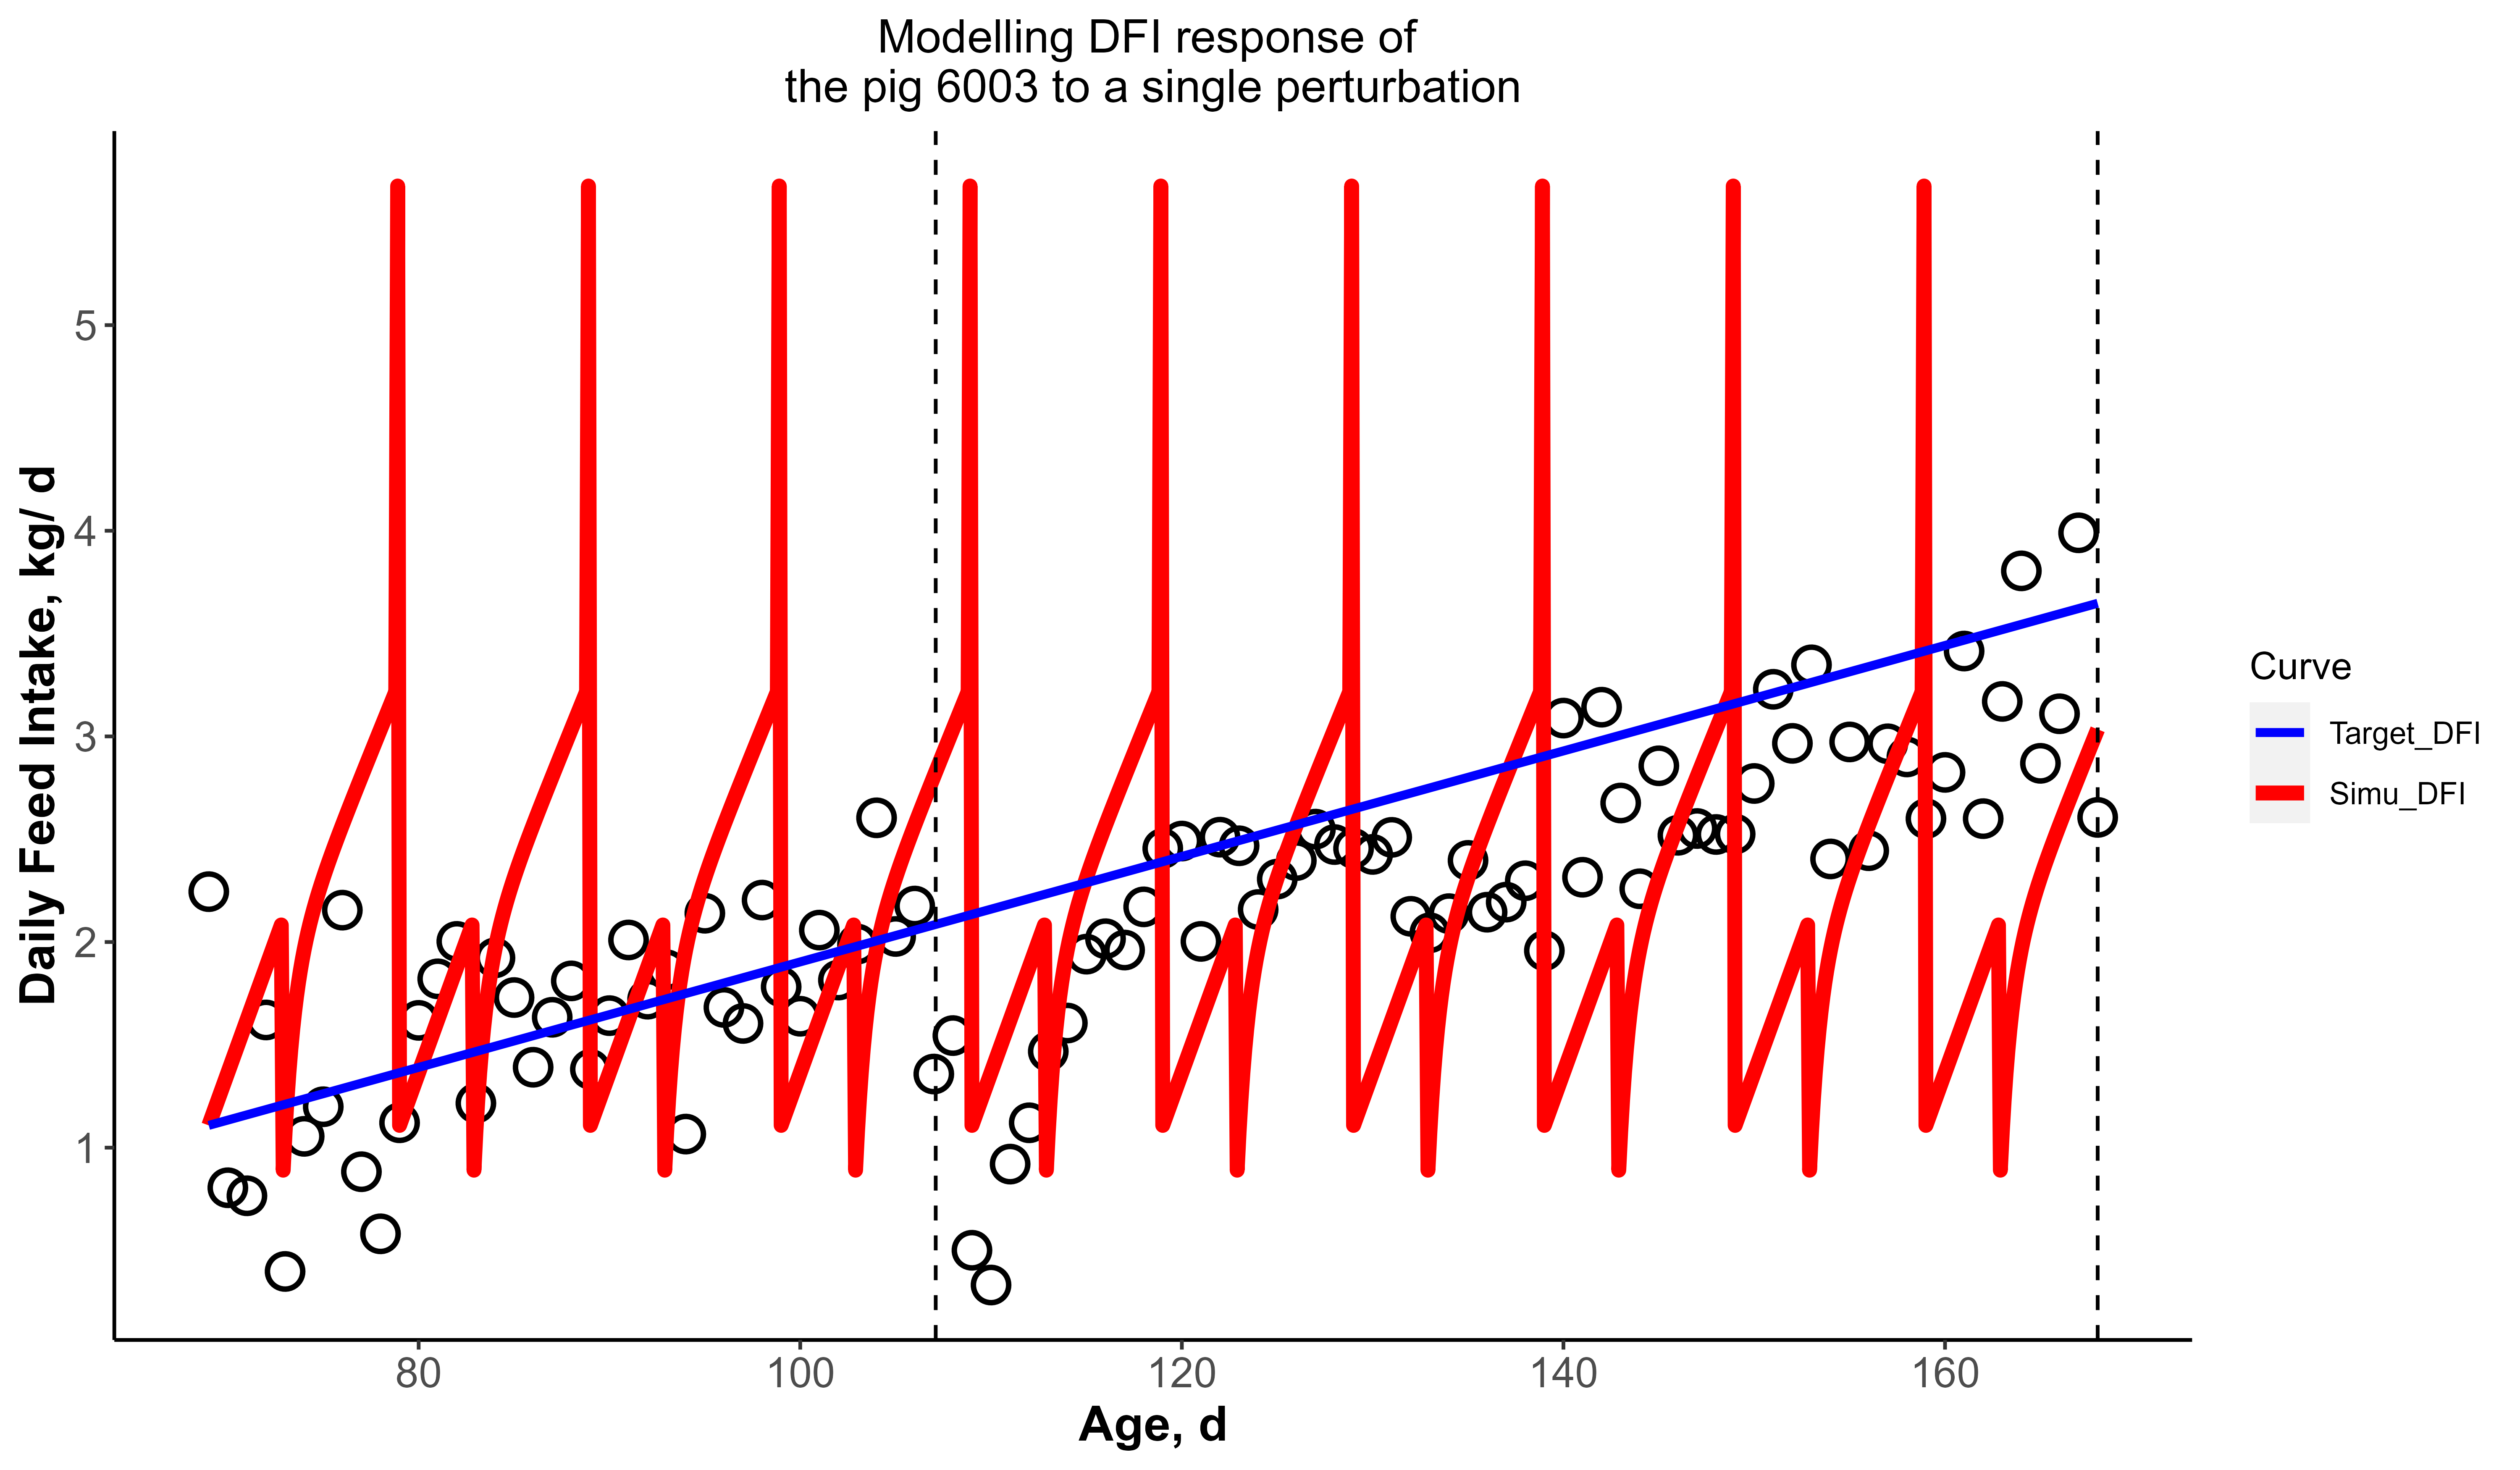 Modelling DFI response of
the pig 6003 to a single perturbation
Daily Feed Intake, kg/ d
5
4
3
2
1
80
100
120
140
160
Age, d
Curve
Target_DFI
Simu_DFI